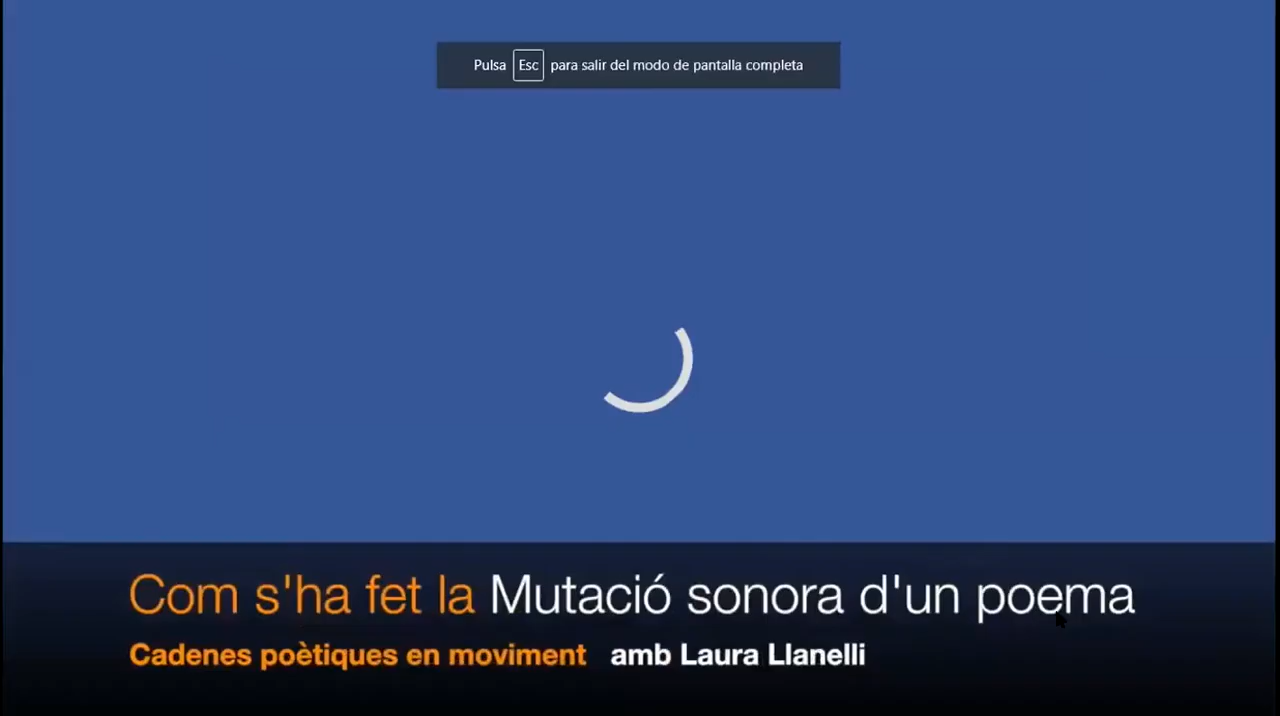 Pulsa Esc para salir del modo de pantalla completa
Com s'ha fet la Mutació sonora d'un poema
Cadenes poètiques en moviment amb Laura Llanelli